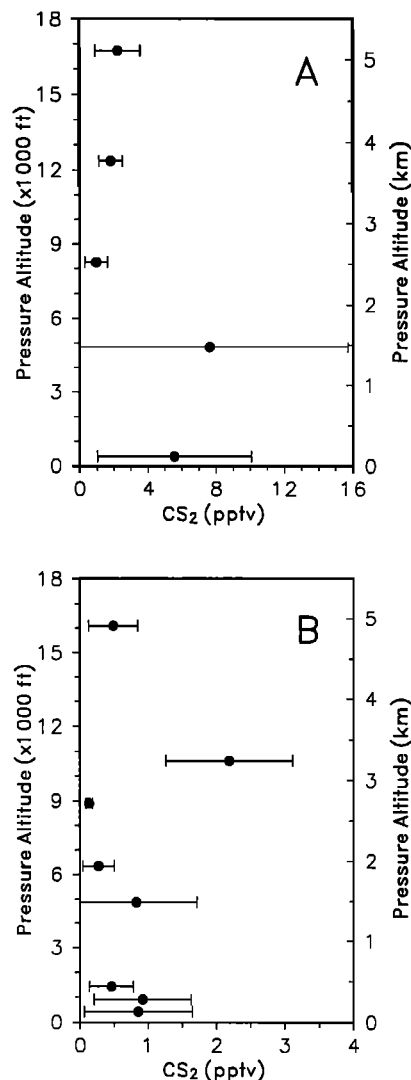 A
18
15
12
9
6
3
0
Pressure Altitude (x1000 ft)
5
4
3
2
1
0
Pressure Altitude (km)
0 4 8 12 16
CS₂ (pptv)
B
18
15
12
9
6
3
0
Pressure Altitude (x1000 ft)
5
4
3
2
1
0
Pressure Altitude (km)
0 1 2 3 4
CS₂ (pptv)